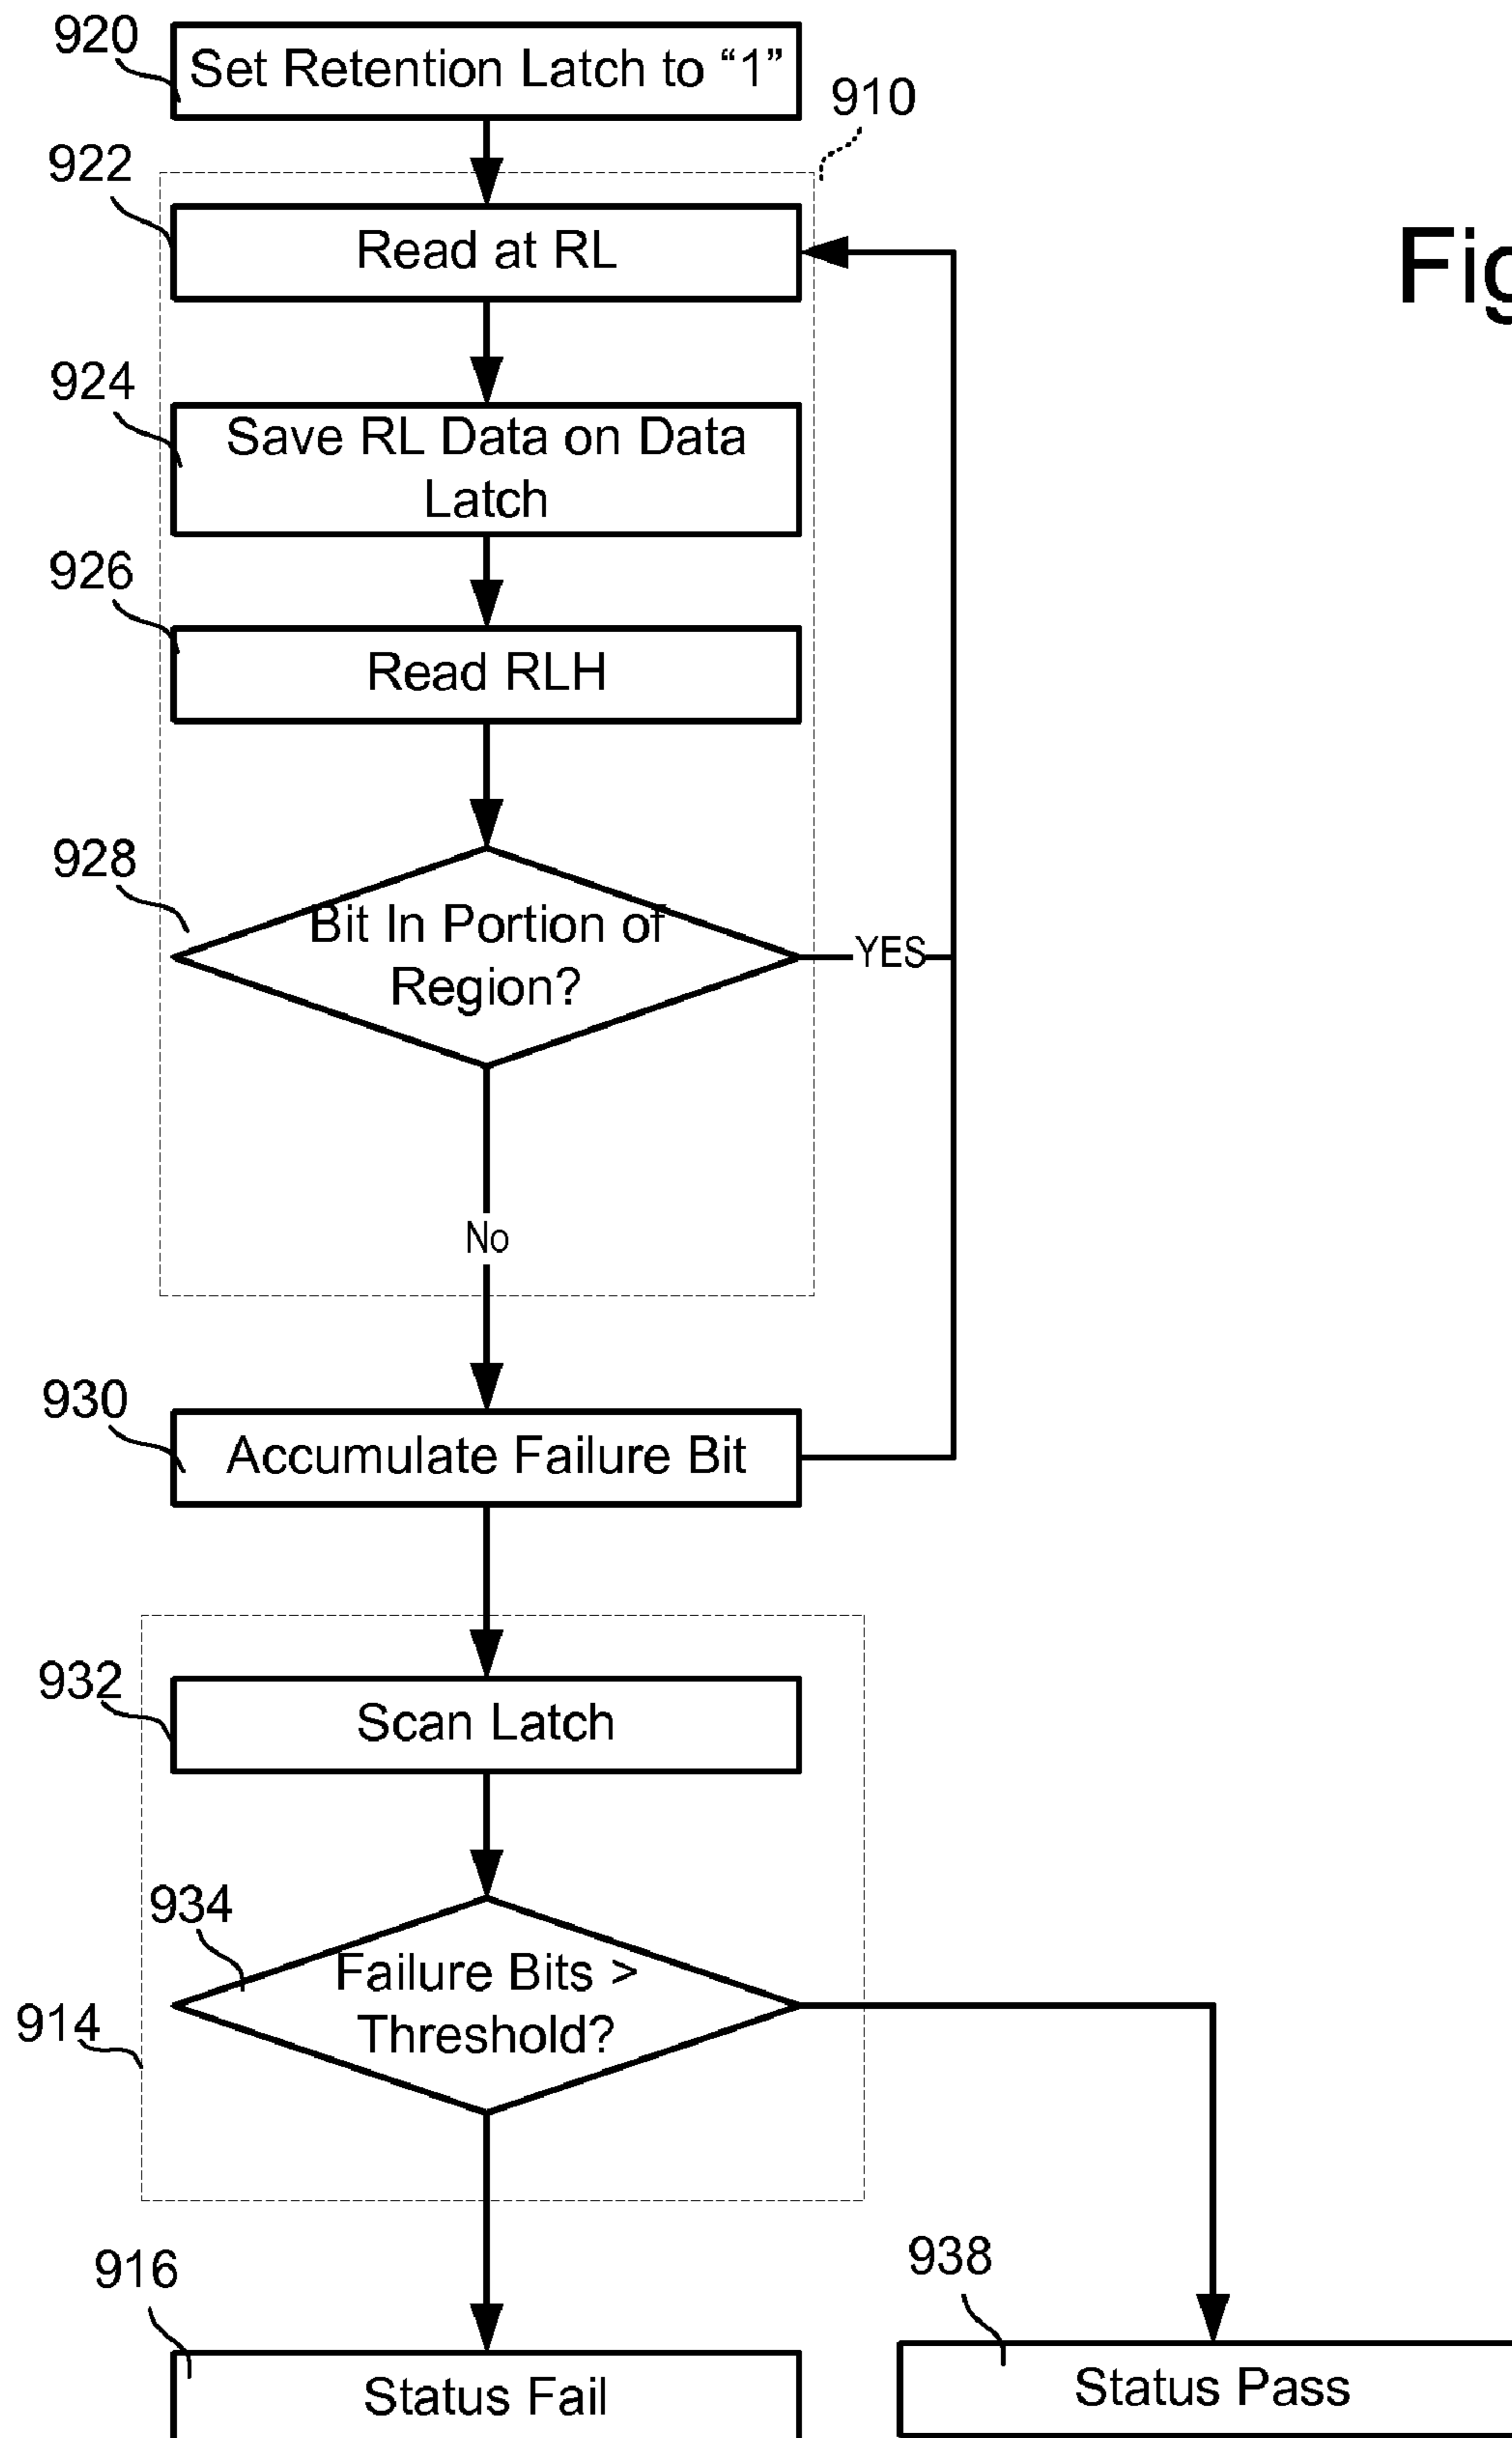 920
Set Retention Latch to “1”
910
922
Read at RL
924
Save RL Data on Data
Latch
926
Read RLH
928
Bit In Portion of
Region?
YES
No
930
Accumulate Failure Bit
932
Scan Latch
934
Failure Bits >
Threshold?
914
916
Status Fail
938
Status Pass